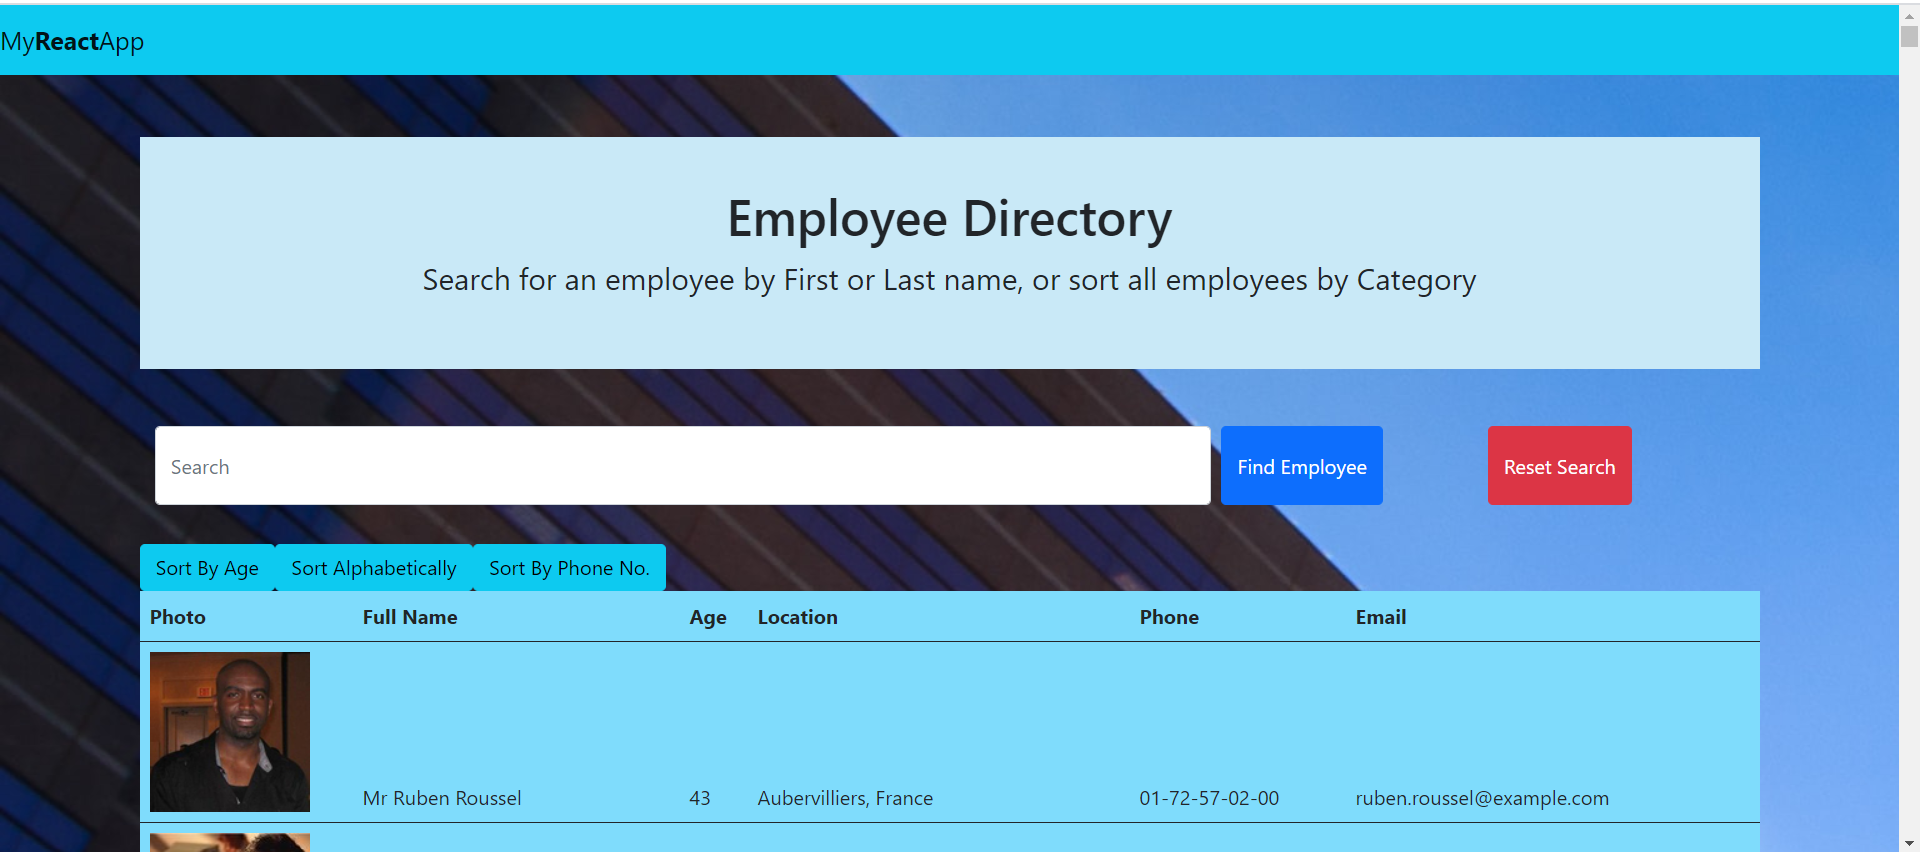 MyReactApp
Employee Directory
Search for an employee by First or Last name, or sort all employees by Category
Search Find Employee Reset Search
Sort By Age Sort Alphabetically Sort By Phone No.
Photo Full Name Age Location Phone Email
Mr Ruben Roussel 43 Aubervilliers, France 01-72-57-02-00 ruben.roussel@example.com